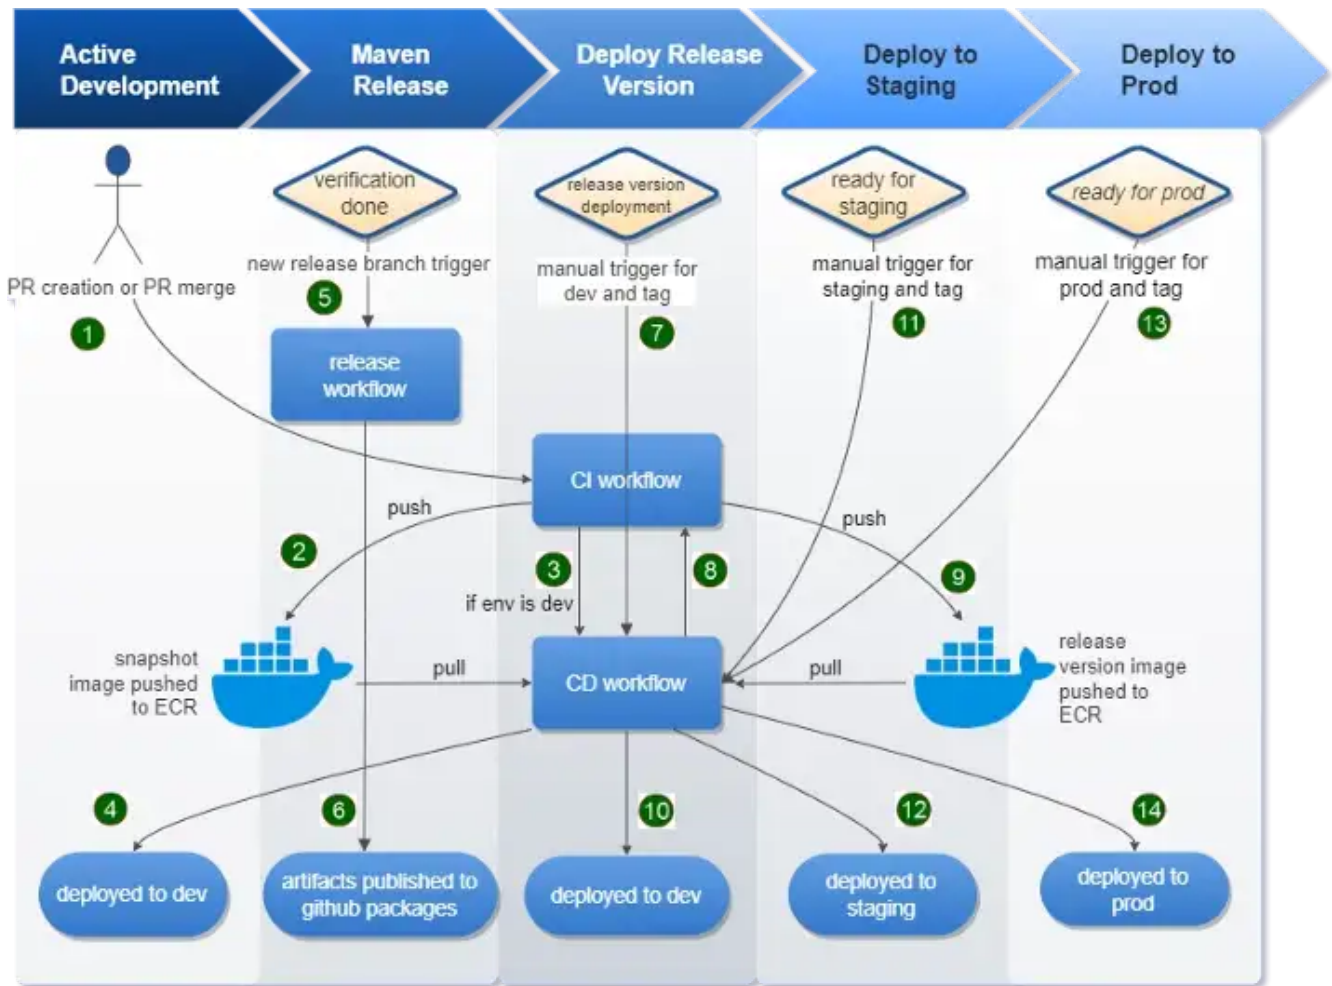 Active
Development
Maven
Release
Deploy Release
Version
Deploy to
Staging
Deploy to
Prod
verification
done
release version
deployment
ready for
staging
ready for prod
PR creation or PR merge
1
new release branch trigger
5
manual trigger for
dev and tag
7
manual trigger for
staging and tag
11
manual trigger for
prod and tag
13
release
workflow
CI workflow
push
push
2
3
8
9
if env is dev
snapshot
image pushed
to ECR
pull
CD workflow
pull
release
version image
pushed to
ECR
4
6
10
12
14
deployed to dev
artifacts published to
github packages
deployed to dev
deployed to
staging
deployed to
prod